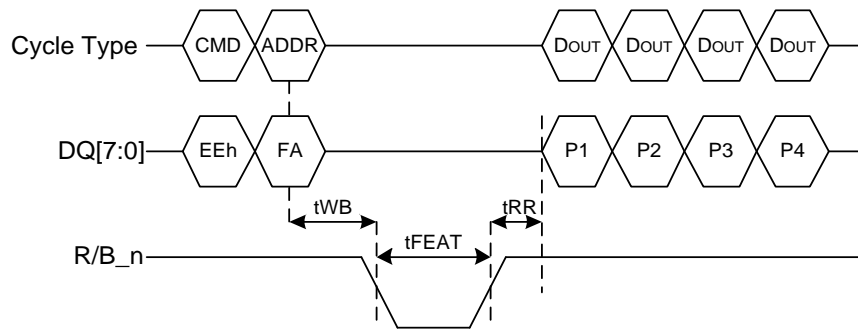 Cycle Type CMD ADDR DOUT DOUT DOUT DOUT
DQ[7:0] EEh FA P1 P2 P3 P4
tWB tRR
tFEAT
R/B_n